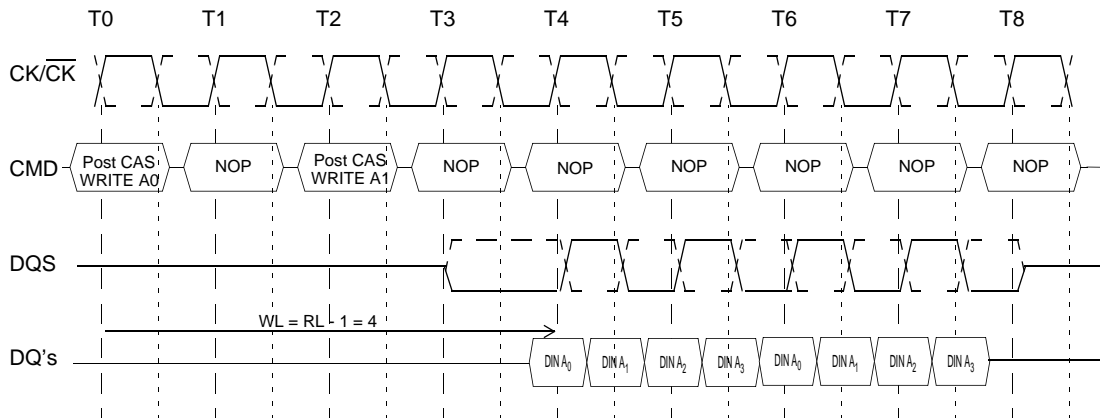 T0 T1 T2 T3 T4 T5 T6 T7 T8
CK/C̅K̅
CMD
Post CAS
WRITE A0
NOP
Post CAS
WRITE A1
NOP
NOP
NOP
NOP
NOP
NOP
DQS
WL = RL - 1 = 4
DQ's
DIN A₀ DIN A₁ DIN A₂ DIN A₃ DIN A₀ DIN A₁ DIN A₂ DIN A₃